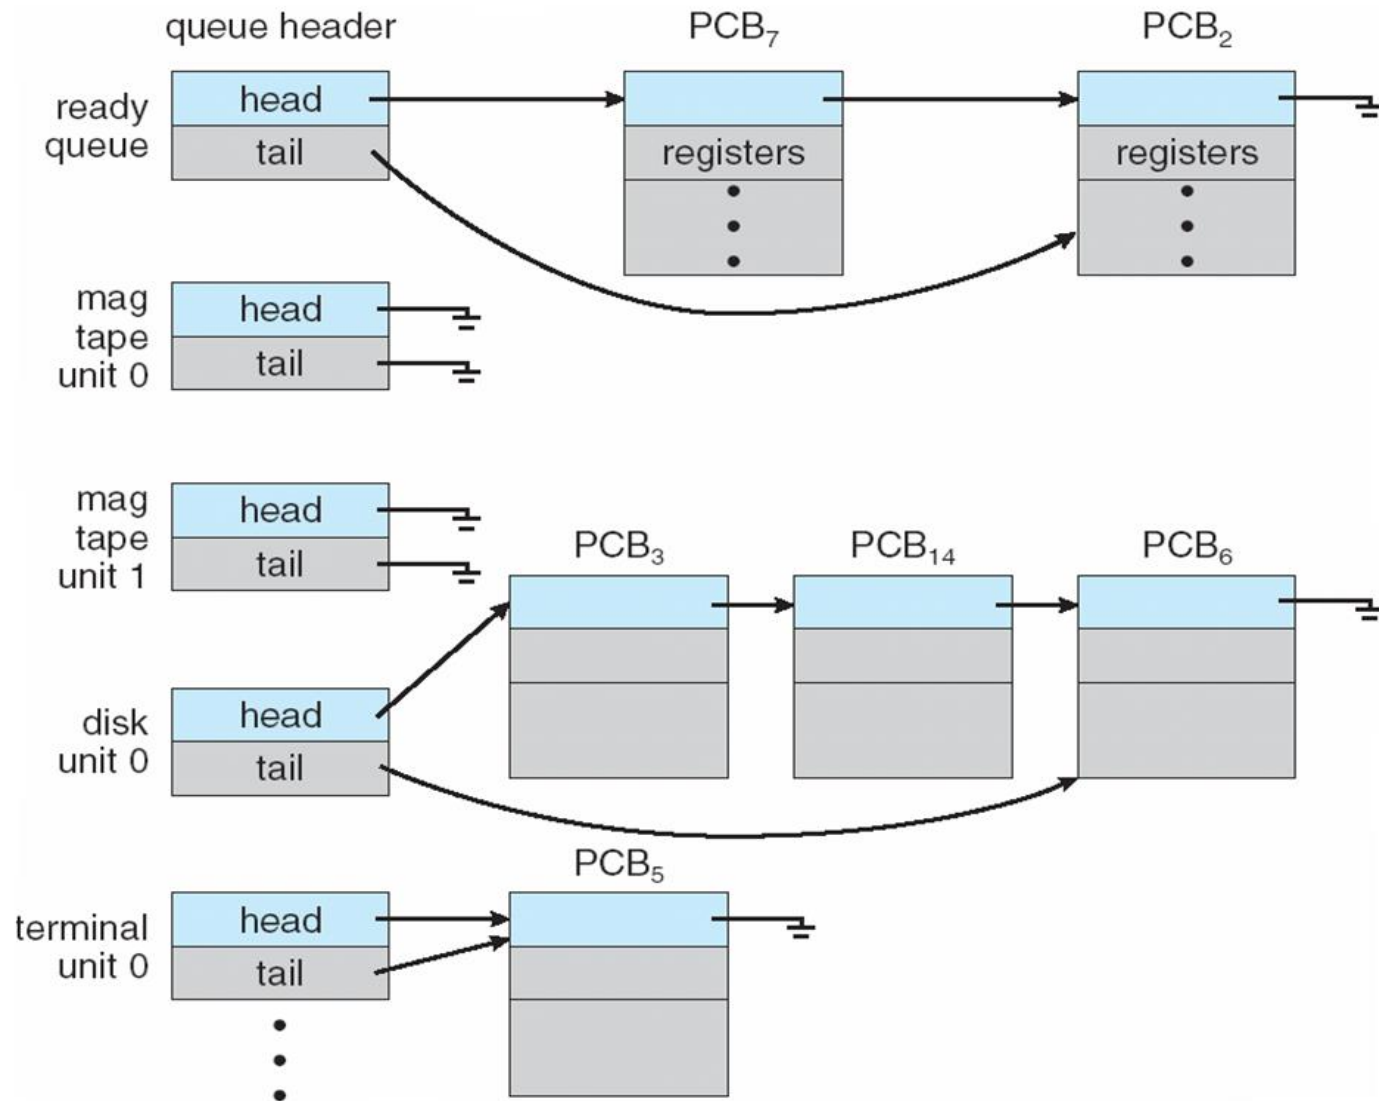 queue header
PCB₇
PCB₂
ready
queue
head
tail
registers
registers
mag
tape
unit 0
head
tail
mag
tape
unit 1
head
tail
PCB₃
PCB₁₄
PCB₆
disk
unit 0
head
tail
PCB₅
terminal
unit 0
head
tail